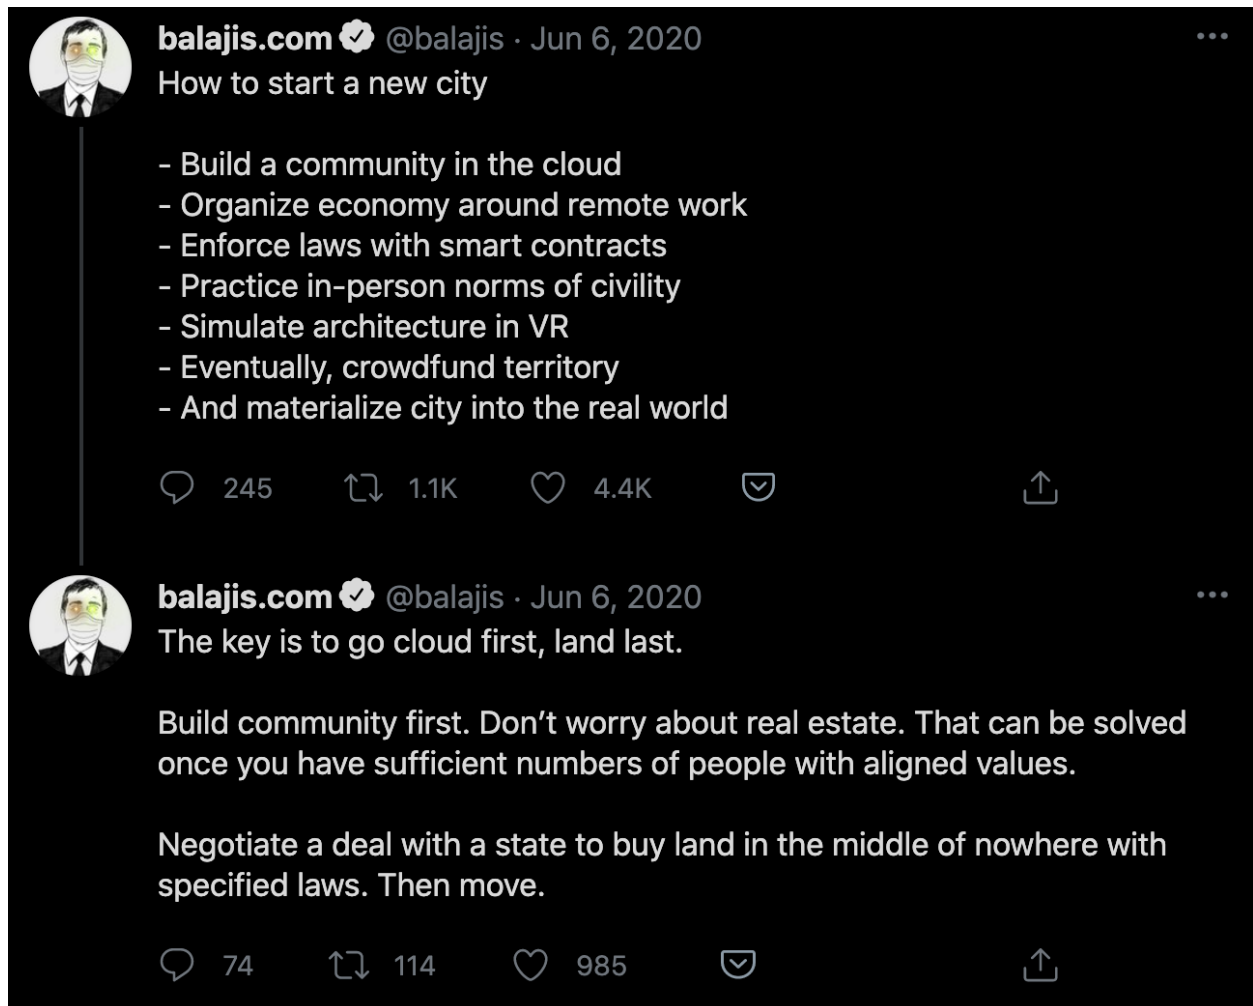 balajis.com @balajis · Jun 6, 2020
How to start a new city
- Build a community in the cloud
- Organize economy around remote work
- Enforce laws with smart contracts
- Practice in-person norms of civility
- Simulate architecture in VR
- Eventually, crowdfund territory
- And materialize city into the real world
245 1.1K 4.4K
balajis.com @balajis · Jun 6, 2020
The key is to go cloud first, land last.
Build community first. Don’t worry about real estate. That can be solved
once you have sufficient numbers of people with aligned values.
Negotiate a deal with a state to buy land in the middle of nowhere with
specified laws. Then move.
74 114 985